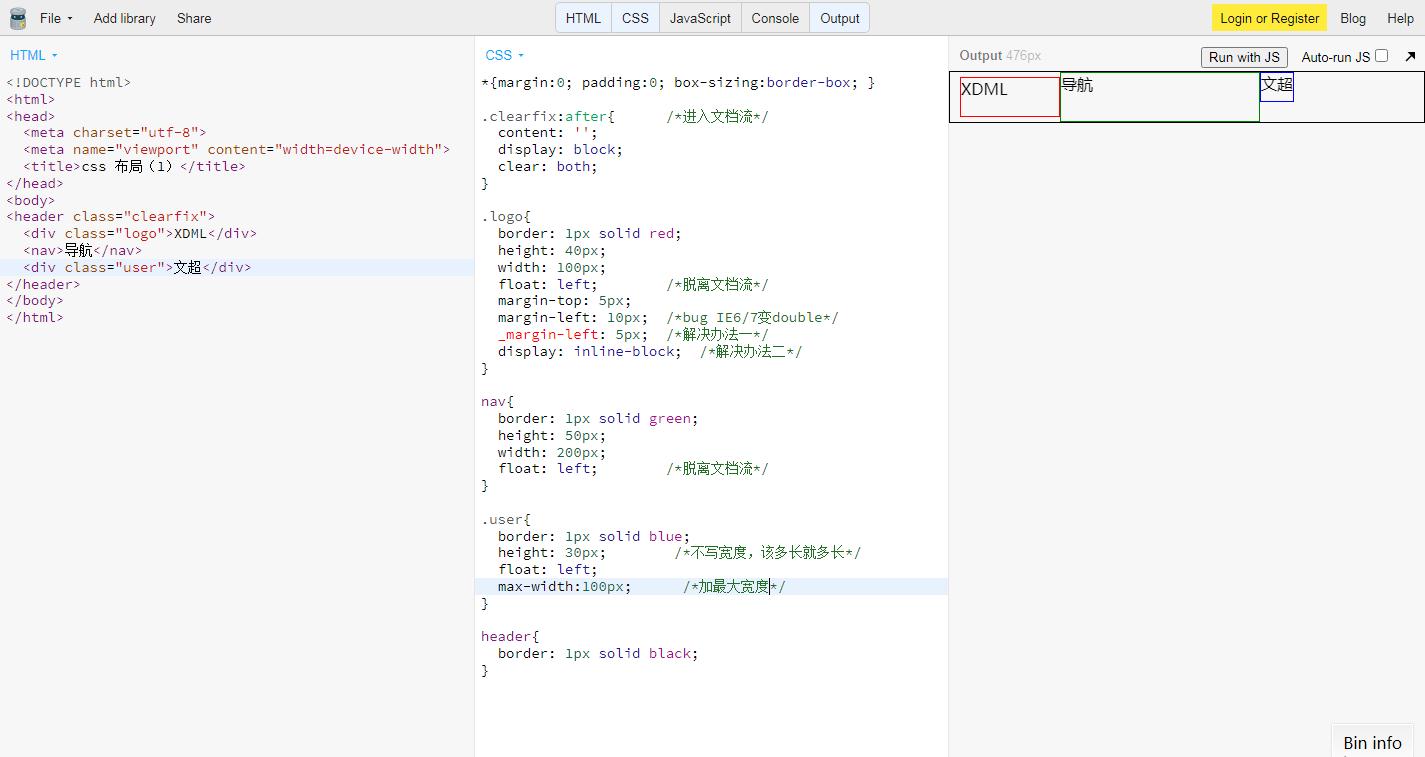 File Add library Share HTML CSS JavaScript Console Output Login or Register Blog Help
HTML
<!DOCTYPE html>
<html>
<head>
  <meta charset="utf-8">
  <meta name="viewport" content="width=device-width">
  <title>css 布局（1）</title>
</head>
<body>
<header class="clearfix">
  <div class="logo">XDML</div>
  <nav>导航</nav>
  <div class="user">文超</div>
</header>
</body>
</html>
CSS
*{margin:0; padding:0; box-sizing:border-box; }
.clearfix:after{      /*进入文档流*/
  content: '';
  display: block;
  clear: both;
}
.logo{
  border: 1px solid red;
  height: 40px;
  width: 100px;
  float: left;        /*脱离文档流*/
  margin-top: 5px;
  margin-left: 10px;  /*bug IE6/7变double*/
  _margin-left: 5px;  /*解决办法一*/
  display: inline-block;  /*解决办法二*/
}
nav{
  border: 1px solid green;
  height: 50px;
  width: 200px;
  float: left;        /*脱离文档流*/
}
.user{
  border: 1px solid blue;
  height: 30px;        /*不写宽度，该多长就多长*/
  float: left;
  max-width:100px;      /*加最大宽度*/
}
header{
  border: 1px solid black;
}
Output 476px Run with JS Auto-run JS
XDML 导航 文超
Bin info